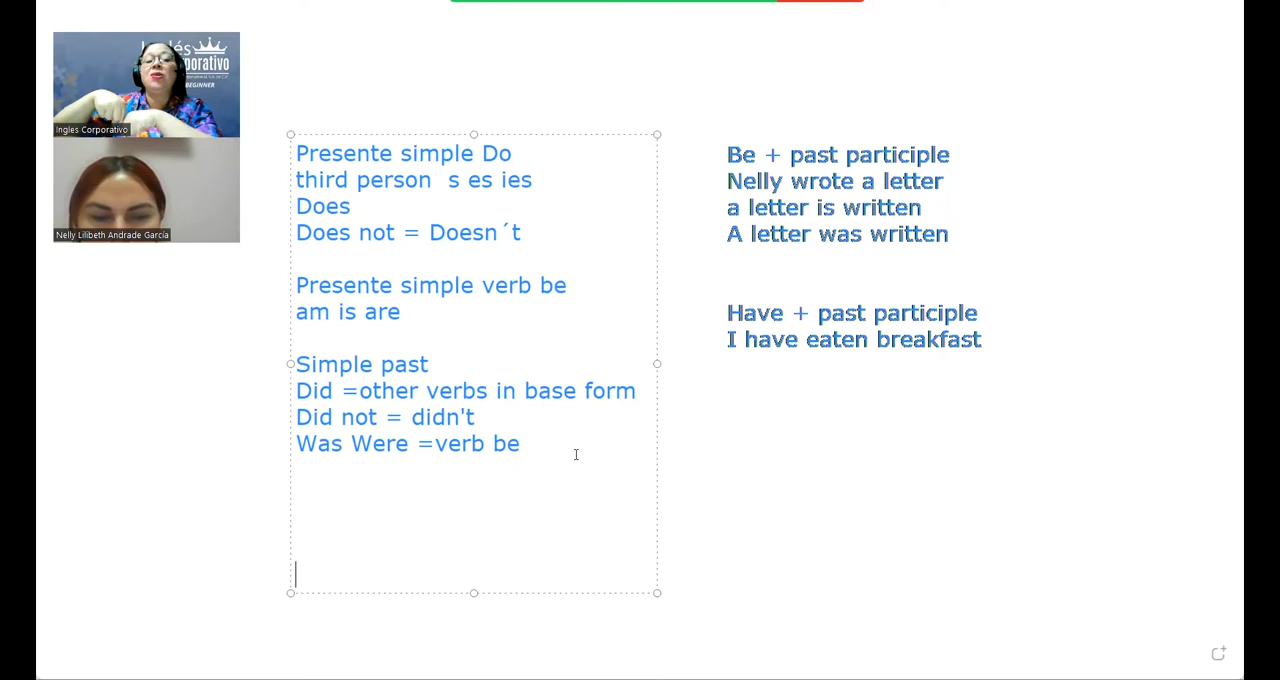 Inglés
porativo
BEGINNER
Ingles Corporativo
Nelly Lilibeth Andrade García
Presente simple Do
third person  s es ies
Does
Does not = Doesn´t
Presente simple verb be
am is are
Simple past
Did =other verbs in base form
Did not = didn't
Was Were =verb be
Be + past participle
Nelly wrote a letter
a letter is written
A letter was written
Have + past participle
I have eaten breakfast